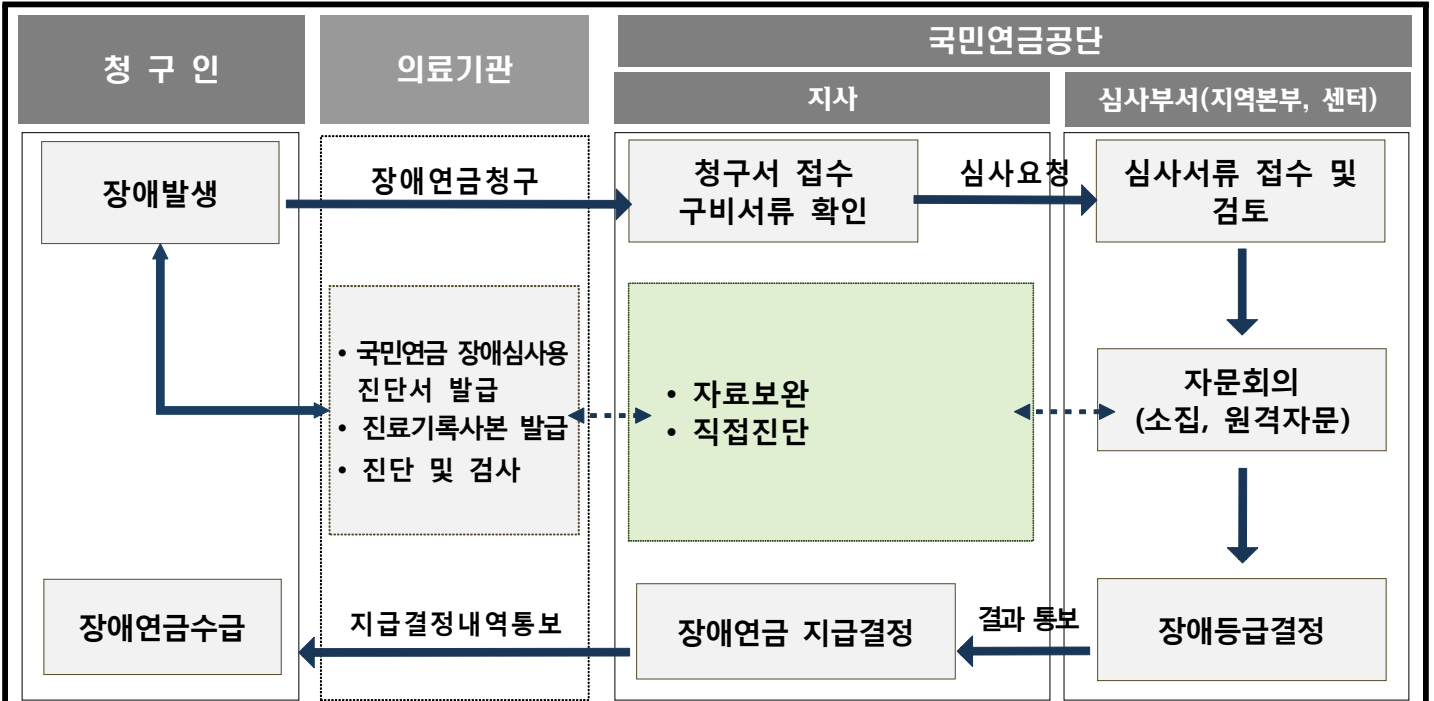 청 구 인
의료기관
국민연금공단
지사
심사부서(지역본부, 센터)
장애발생
장애연금청구
청구서 접수
구비서류 확인
심사요청
심사서류 접수 및
검토
• 국민연금 장애심사용
진단서 발급
• 진료기록사본 발급
• 진단 및 검사
• 자료보완
• 직접진단
자문회의
(소집, 원격자문)
장애연금수급
지급결정내역통보
장애연금 지급결정
결과 통보
장애등급결정